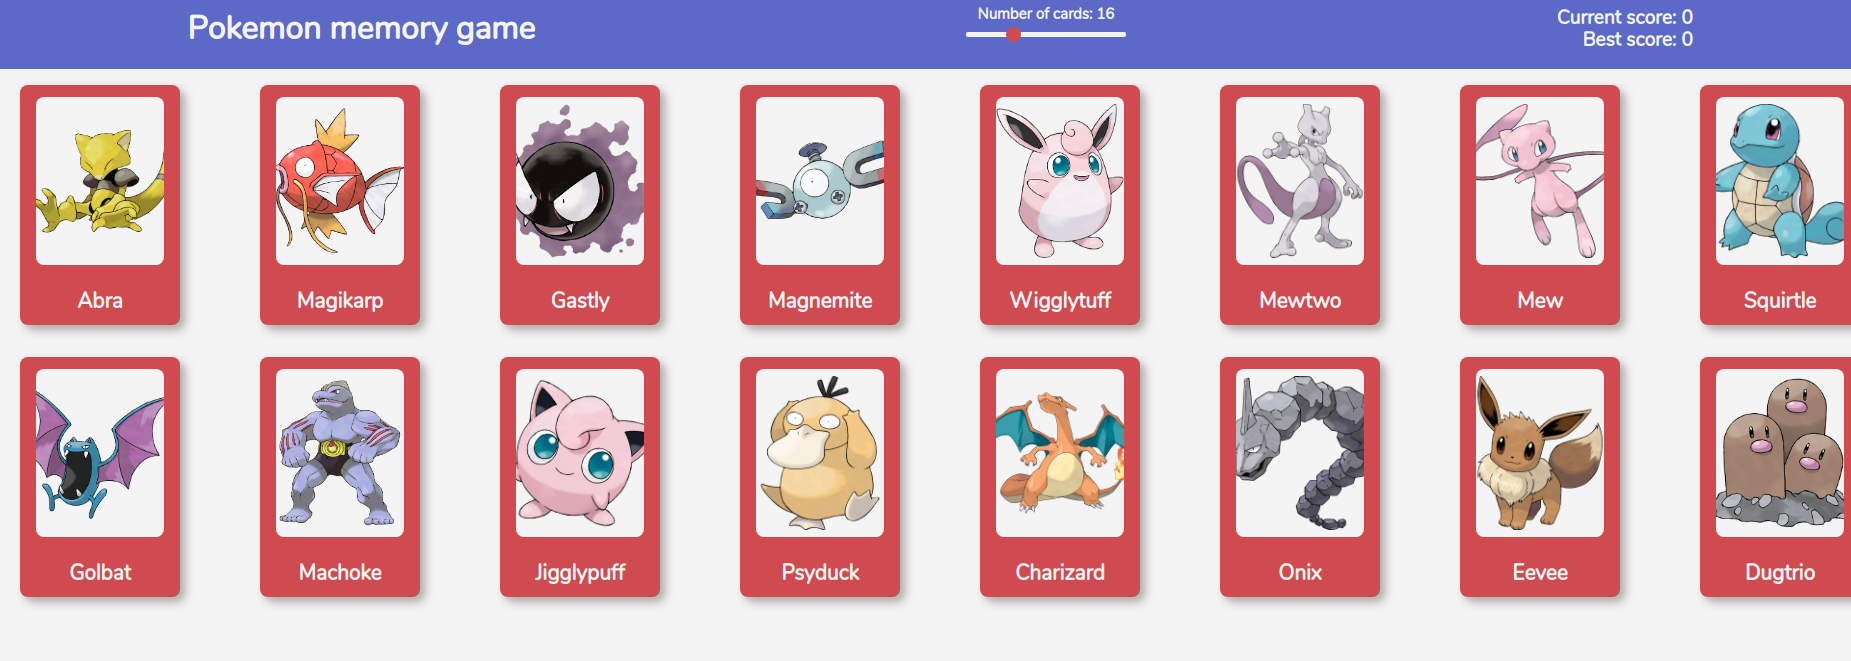 Pokemon memory game
Number of cards: 16
Current score: 0
Best score: 0
Abra
Magikarp
Gastly
Magnemite
Wigglytuff
Mewtwo
Mew
Squirtle
Golbat
Machoke
Jigglypuff
Psyduck
Charizard
Onix
Eevee
Dugtrio